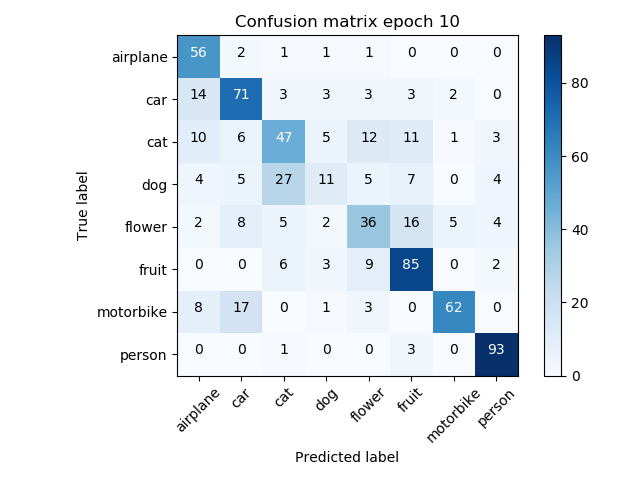 Confusion matrix epoch 10
True label
airplane 56 2 1 1 1 0 0 0
car 14 71 3 3 3 3 2 0
cat 10 6 47 5 12 11 1 3
dog 4 5 27 11 5 7 0 4
flower 2 8 5 2 36 16 5 4
fruit 0 0 6 3 9 85 0 2
motorbike 8 17 0 1 3 0 62 0
person 0 0 1 0 0 3 0 93
airplane car cat dog flower fruit motorbike person
Predicted label
80
60
40
20
0